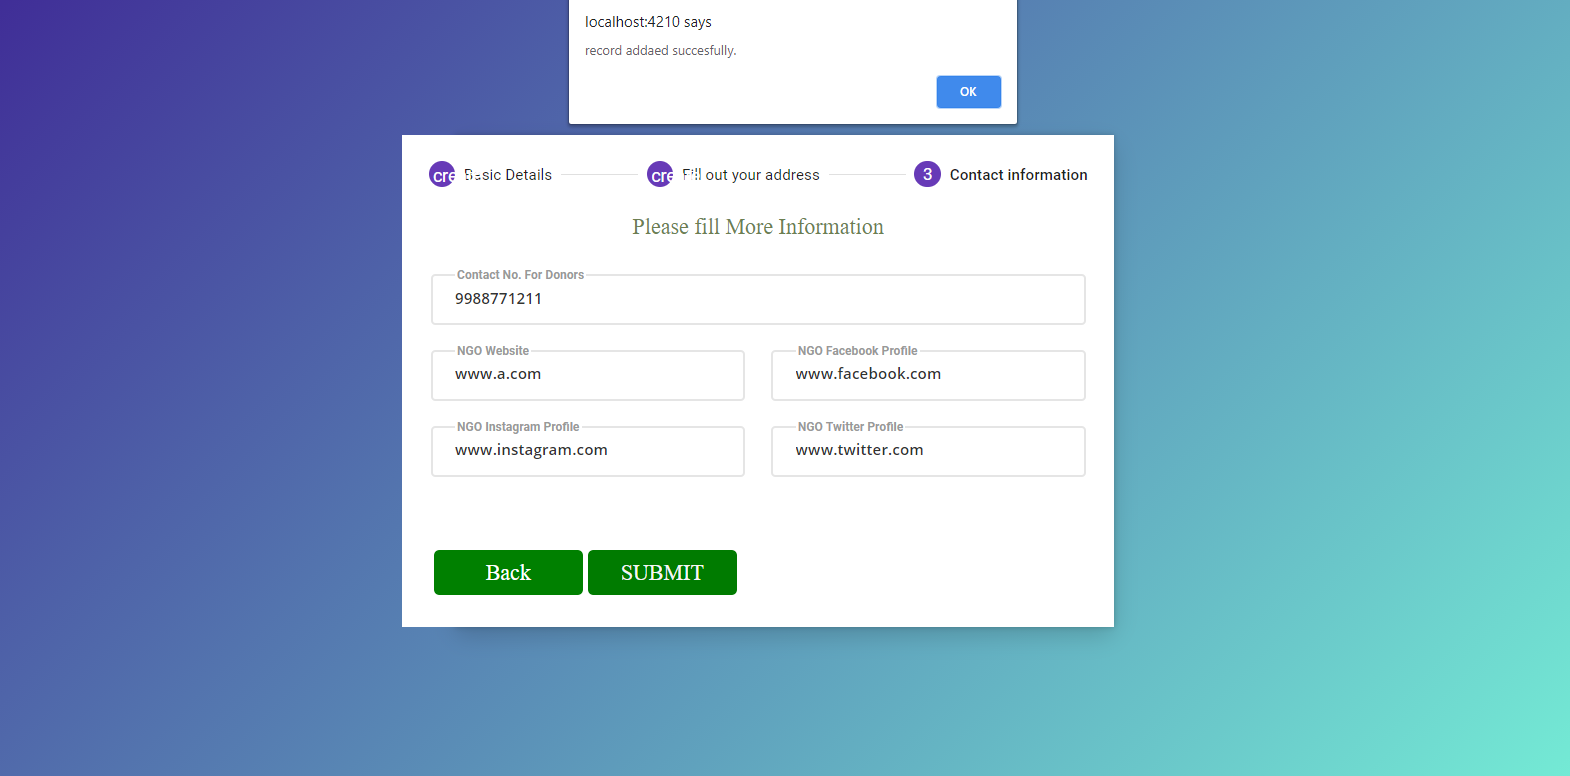 localhost:4210 says
record addaed succesfully.
OK
cre Basic Details
cre Fill out your address
3 Contact information
Please fill More Information
Contact No. For Donors
9988771211
NGO Website
www.a.com
NGO Facebook Profile
www.facebook.com
NGO Instagram Profile
www.instagram.com
NGO Twitter Profile
www.twitter.com
Back
SUBMIT